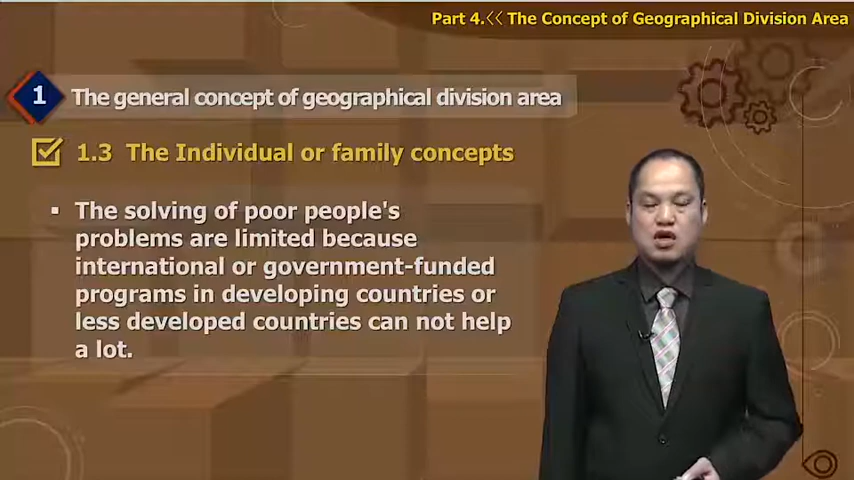 Part 4.<< The Concept of Geographical Division Area
1 The general concept of geographical division area
1.3 The Individual or family concepts
▪ The solving of poor people's
problems are limited because
international or government-funded
programs in developing countries or
less developed countries can not help
a lot.